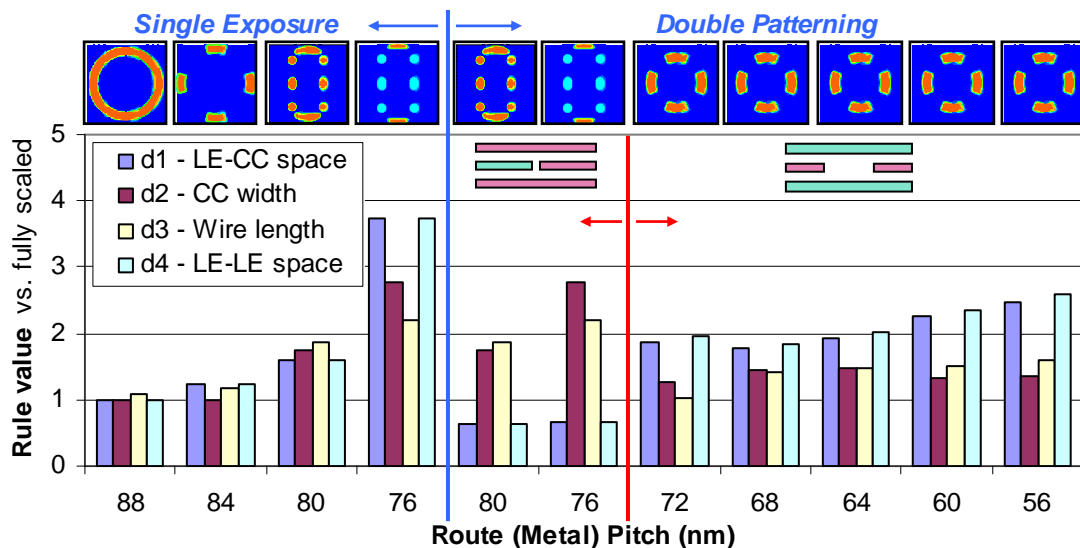 Single Exposure
Double Patterning
5
4
3
2
1
0
Rule value vs. fully scaled
d1 - LE-CC space
d2 - CC width
d3 - Wire length
d4 - LE-LE space
88 84 80 76 80 76 72 68 64 60 56
Route (Metal) Pitch (nm)